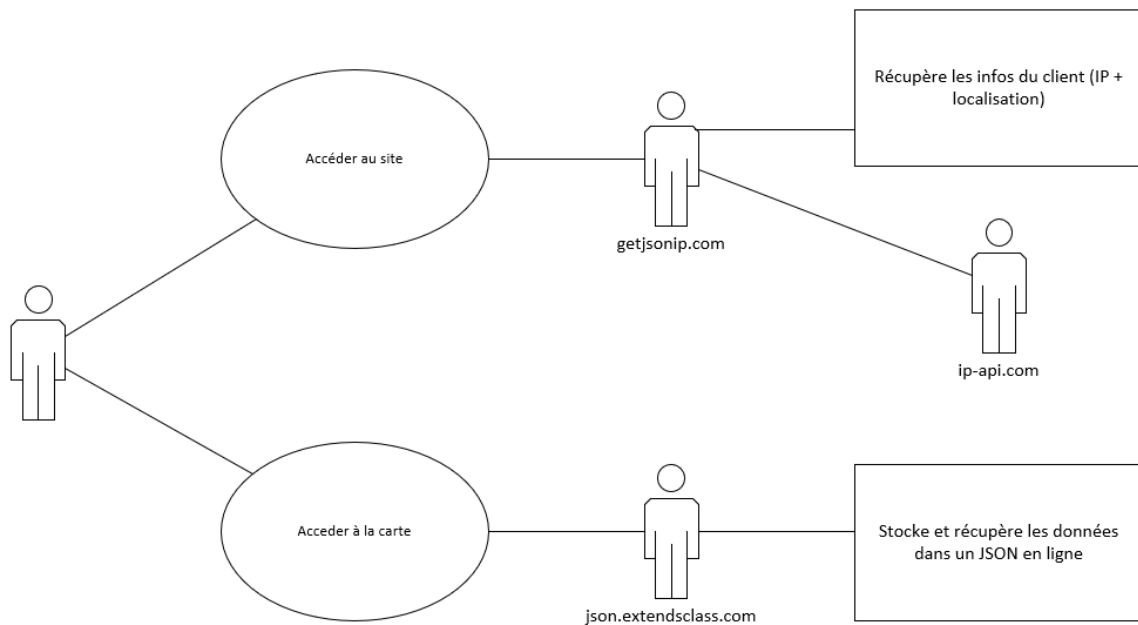 Récupère les infos du client (IP +
localisation)
Accéder au site
getjsonip.com
ip-api.com
Acceder à la carte
Stocke et récupère les données
dans un JSON en ligne
json.extendsclass.com